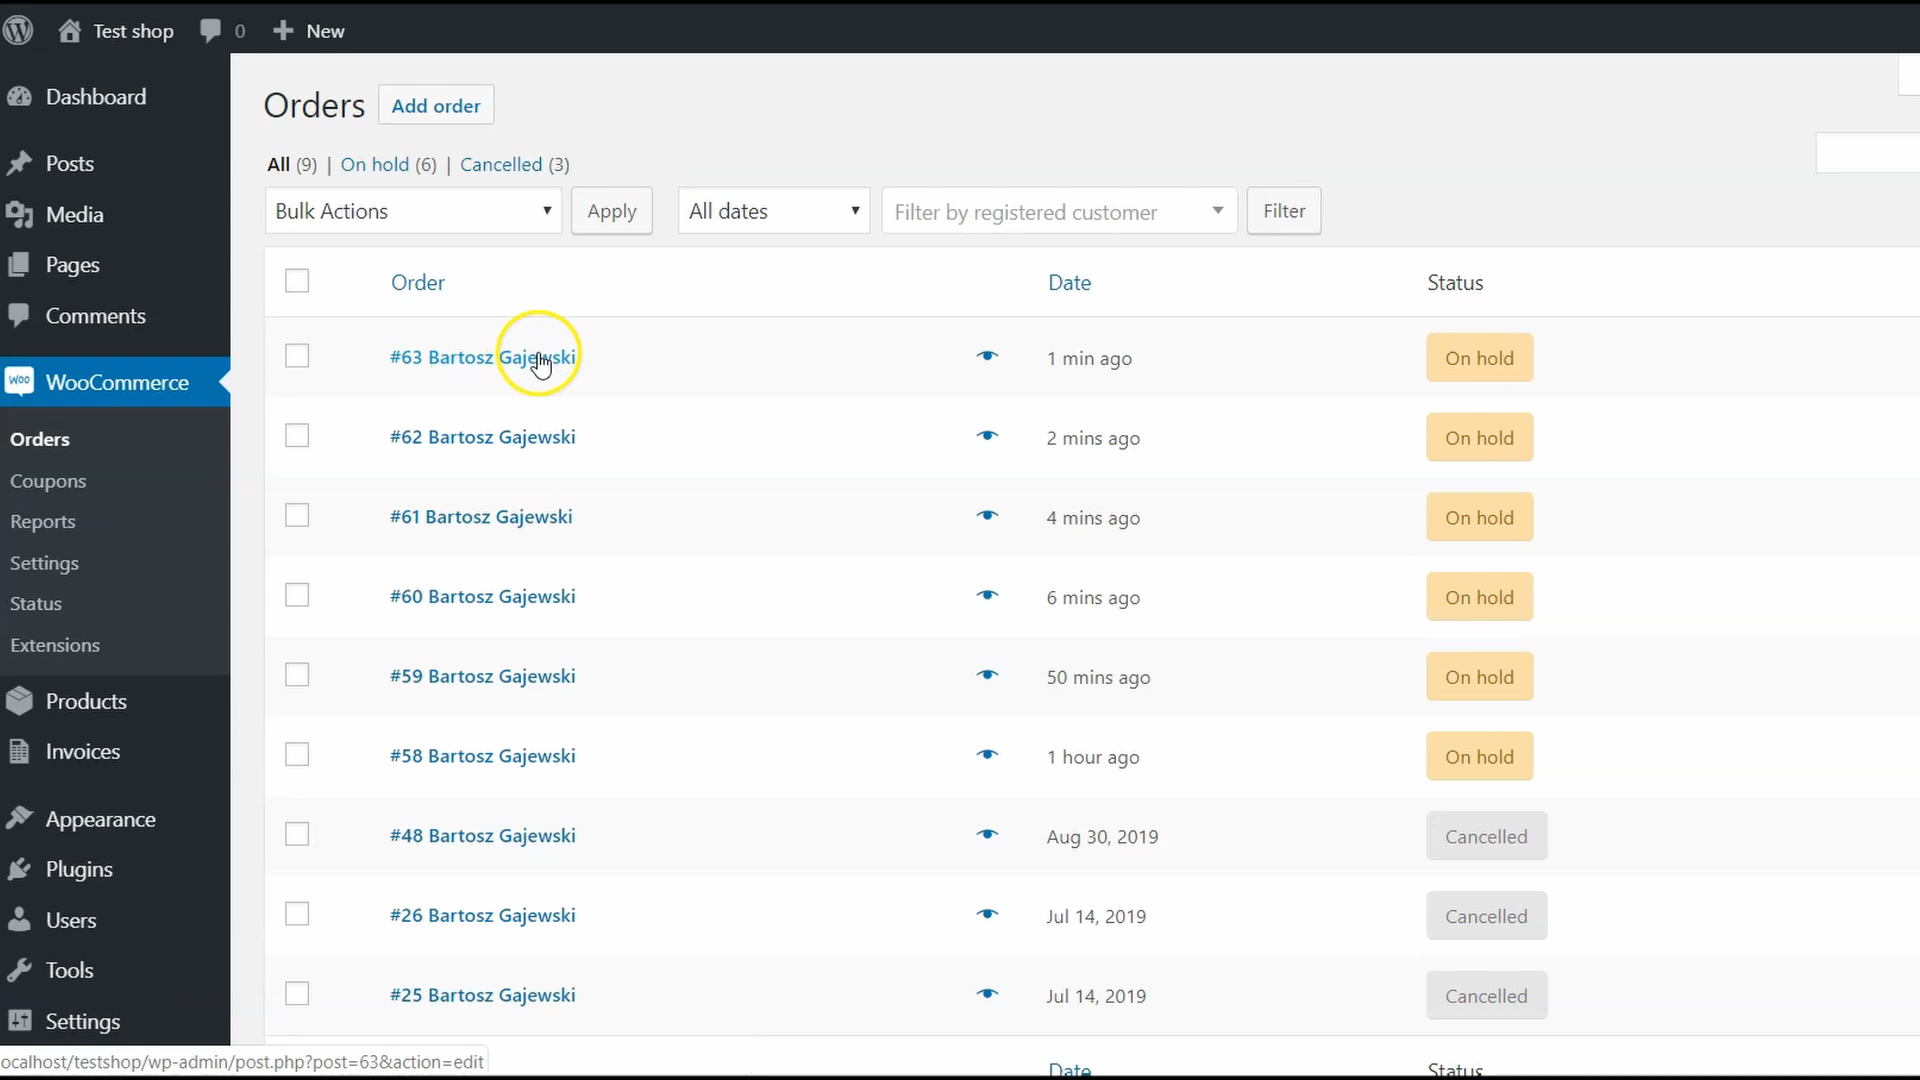 Test shop 0 New
Dashboard
Posts
Media
Pages
Comments
WOO WooCommerce
Orders
Coupons
Reports
Settings
Status
Extensions
Products
Invoices
Appearance
Plugins
Users
Tools
Settings
Orders Add order
All (9) | On hold (6) | Cancelled (3)
Bulk Actions Apply All dates Filter by registered customer Filter
Order Date Status
#63 Bartosz Gajewski 1 min ago On hold
#62 Bartosz Gajewski 2 mins ago On hold
#61 Bartosz Gajewski 4 mins ago On hold
#60 Bartosz Gajewski 6 mins ago On hold
#59 Bartosz Gajewski 50 mins ago On hold
#58 Bartosz Gajewski 1 hour ago On hold
#48 Bartosz Gajewski Aug 30, 2019 Cancelled
#26 Bartosz Gajewski Jul 14, 2019 Cancelled
#25 Bartosz Gajewski Jul 14, 2019 Cancelled
Date Status
ocalhost/testshop/wp-admin/post.php?post=63&action=edit